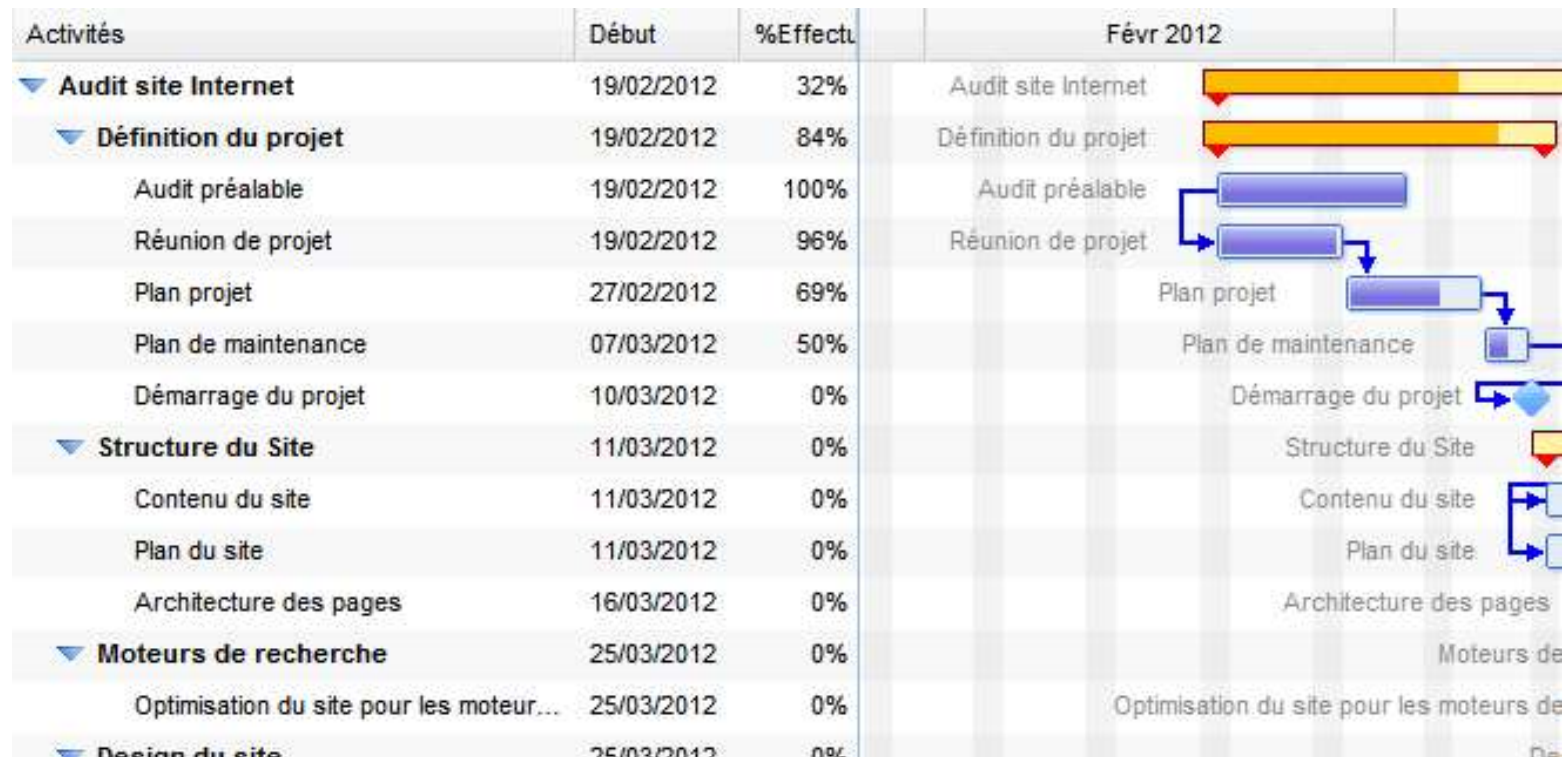 Activités Début %Effectu Févr 2012
Audit site Internet 19/02/2012 32% Audit site Internet
Définition du projet 19/02/2012 84% Définition du projet
Audit préalable 19/02/2012 100% Audit préalable
Réunion de projet 19/02/2012 96% Réunion de projet
Plan projet 27/02/2012 69% Plan projet
Plan de maintenance 07/03/2012 50% Plan de maintenance
Démarrage du projet 10/03/2012 0% Démarrage du projet
Structure du Site 11/03/2012 0% Structure du Site
Contenu du site 11/03/2012 0% Contenu du site
Plan du site 11/03/2012 0% Plan du site
Architecture des pages 16/03/2012 0% Architecture des pages
Moteurs de recherche 25/03/2012 0% Moteurs de
Optimisation du site pour les moteur... 25/03/2012 0% Optimisation du site pour les moteurs de
Design du site 25/03/2012 0%